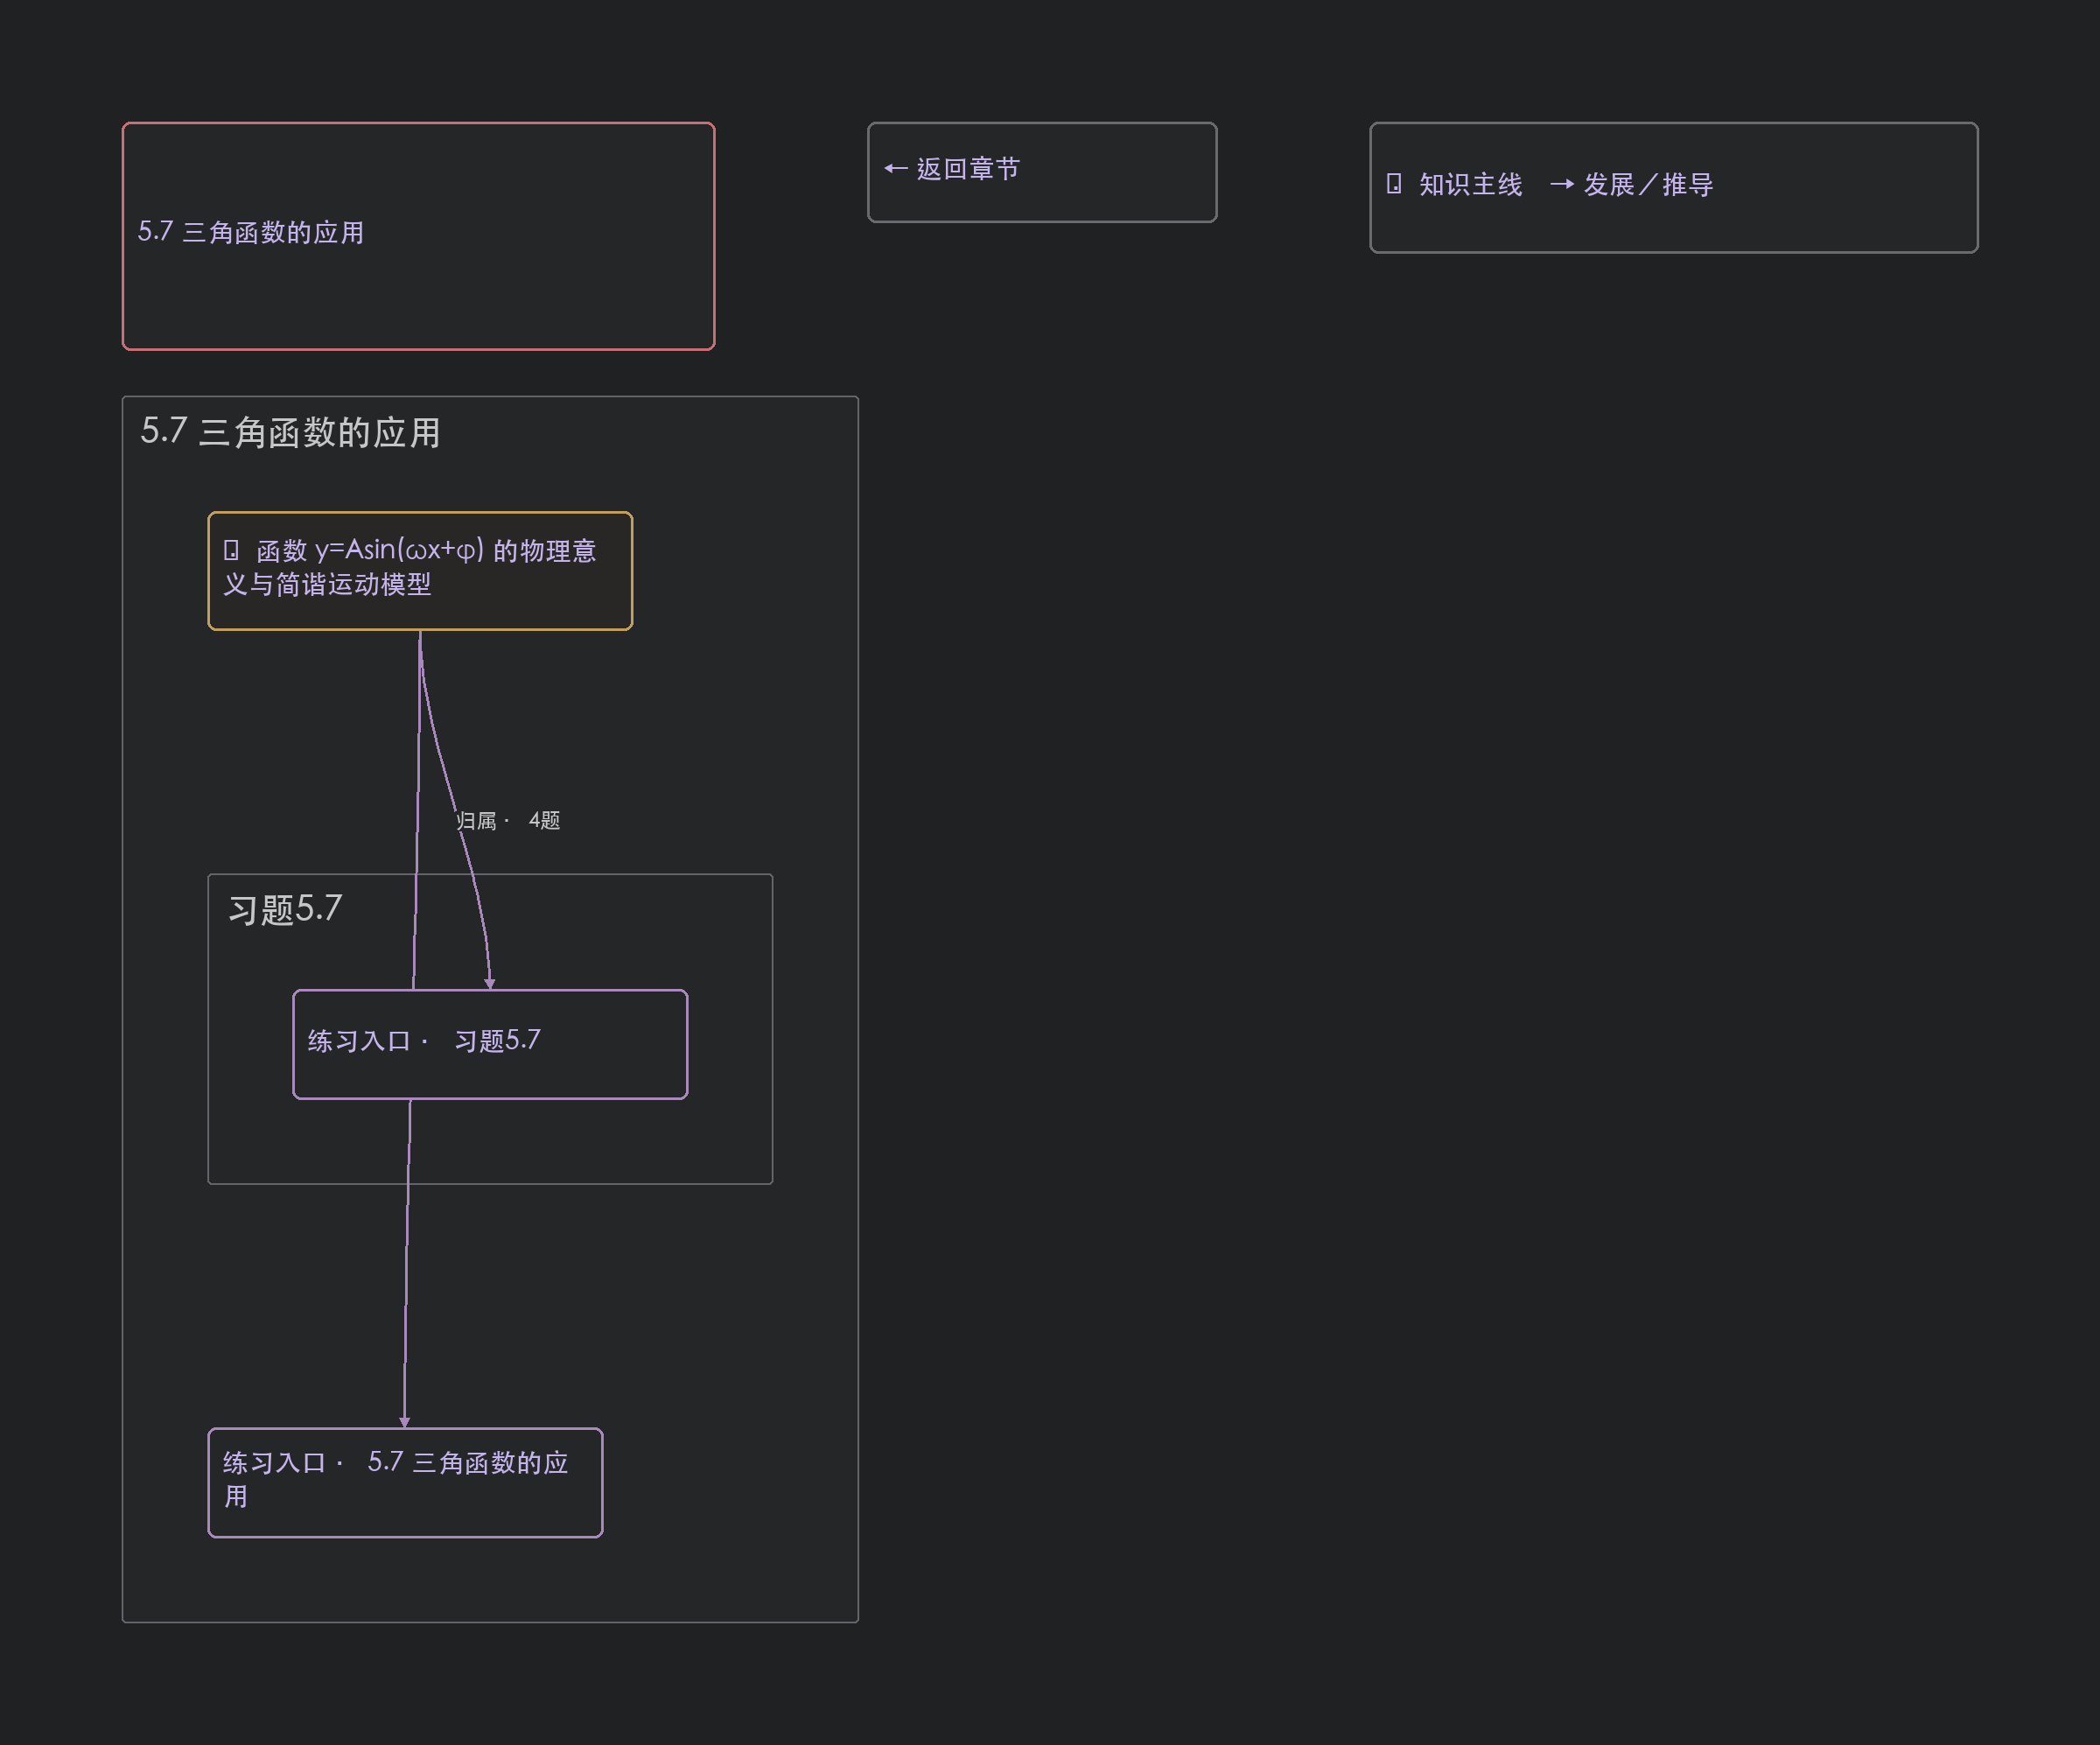 5.7 三角函数的应用
← 返回章节
知识主线 → 发展／推导
5.7 三角函数的应用
函数 y=Asin(ωx+φ) 的物理意
义与简谐运动模型
归属 · 4题
习题5.7
练习入口 · 习题5.7
练习入口 · 5.7 三角函数的应
用